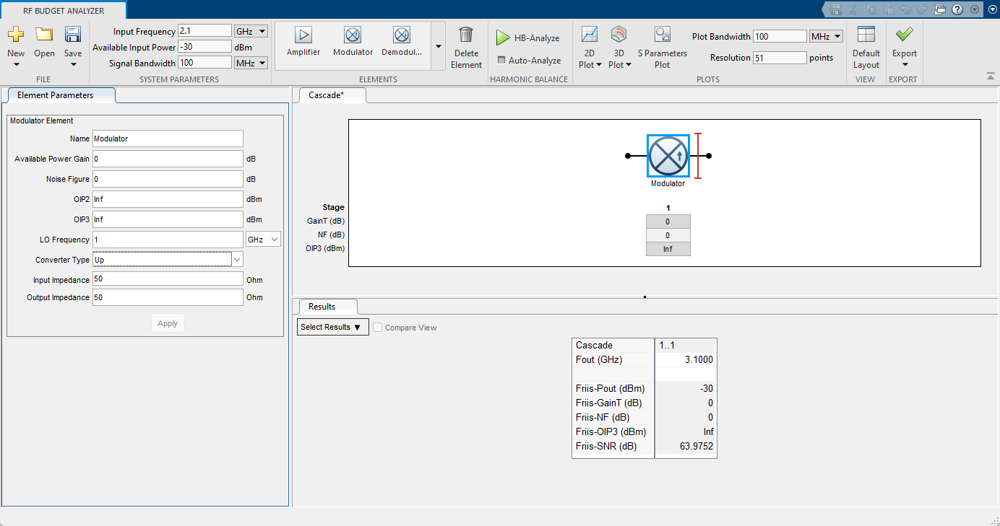 RF BUDGET ANALYZER
New
Open
Save
FILE
Input Frequency 2.1 GHz
Available Input Power -30 dBm
Signal Bandwidth 100 MHz
SYSTEM PARAMETERS
Amplifier
Modulator
Demodul...
ELEMENTS
Delete
Element
HB-Analyze
Auto-Analyze
HARMONIC BALANCE
2D
Plot
3D
Plot
S Parameters
Plot
Plot Bandwidth 100 MHz
Resolution 51 points
PLOTS
Default
Layout
VIEW
Export
EXPORT
Element Parameters
Modulator Element
Name Modulator
Available Power Gain 0 dB
Noise Figure 0 dB
OIP2 Inf dBm
OIP3 Inf dBm
LO Frequency 1 GHz
Converter Type Up
Input Impedance 50 Ohm
Output Impedance 50 Ohm
Apply
Cascade*
Modulator
Stage 1
GainT (dB) 0
NF (dB) 0
OIP3 (dBm) Inf
Results
Select Results ▼ Compare View
Cascade 1..1
Fout (GHz) 3.1000
Friis-Pout (dBm) -30
Friis-GainT (dB) 0
Friis-NF (dB) 0
Friis-OIP3 (dBm) Inf
Friis-SNR (dB) 63.9752